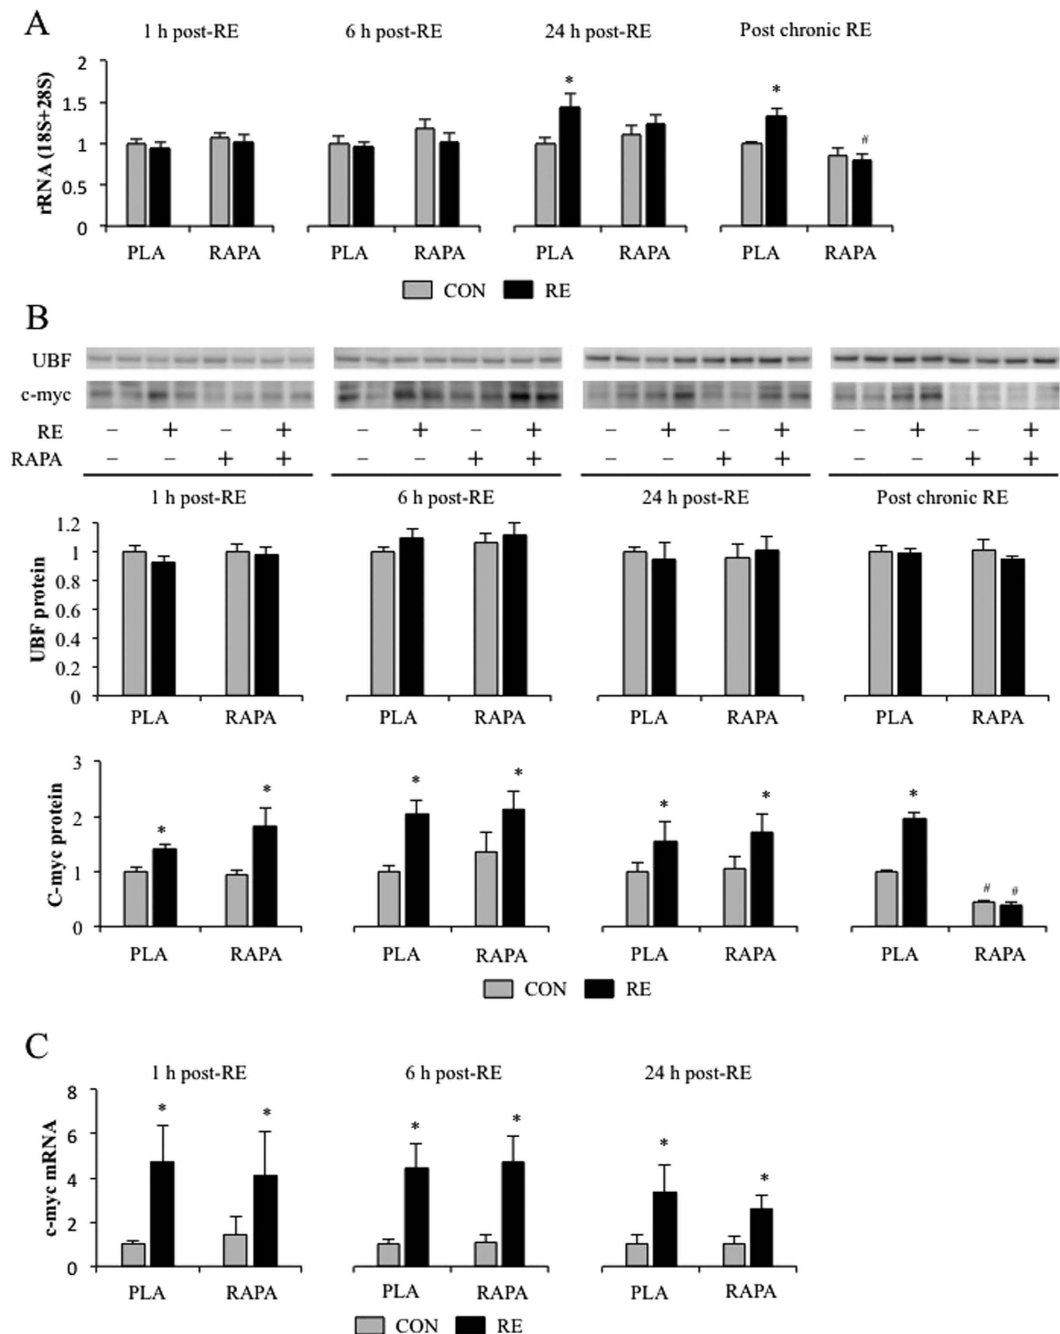 A
1 h post-RE 6 h post-RE 24 h post-RE Post chronic RE
rRNA (18S+28S)
2
1.5
1
0.5
0
* * #
PLA RAPA PLA RAPA PLA RAPA PLA RAPA
CON RE
B
UBF
c-myc
RE – + + – + + – + + – + +
RAPA – – + + – – + + – – + + – – + +
1 h post-RE 6 h post-RE 24 h post-RE Post chronic RE
UBF protein
1.2
1
0.8
0.6
0.4
0.2
0
PLA RAPA PLA RAPA PLA RAPA PLA RAPA
C-myc protein
3
2
1
0
* * * * * * * # #
PLA RAPA PLA RAPA PLA RAPA PLA RAPA
CON RE
C
1 h post-RE 6 h post-RE 24 h post-RE
c-myc mRNA
8
6
4
2
0
* * * * * *
PLA RAPA PLA RAPA PLA RAPA
CON RE